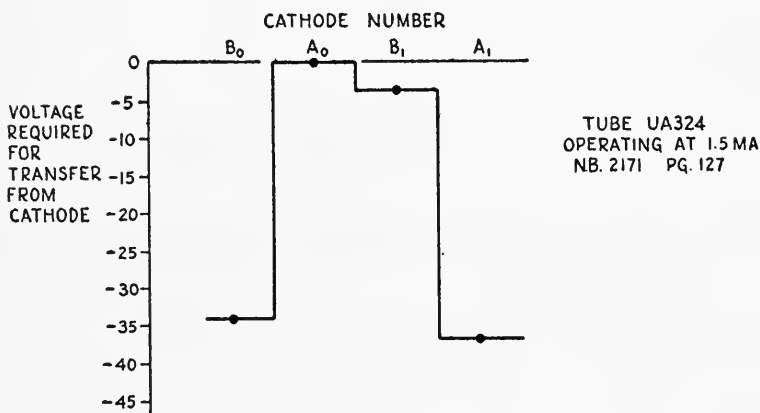 CATHODE NUMBER
B₀ A₀ B₁ A₁
VOLTAGE
REQUIRED
FOR
TRANSFER
FROM
CATHODE
0
-5
-10
-15
-20
-25
-30
-35
-40
-45
TUBE UA324
OPERATING AT 1.5 MA
NB. 2171 PG. 127